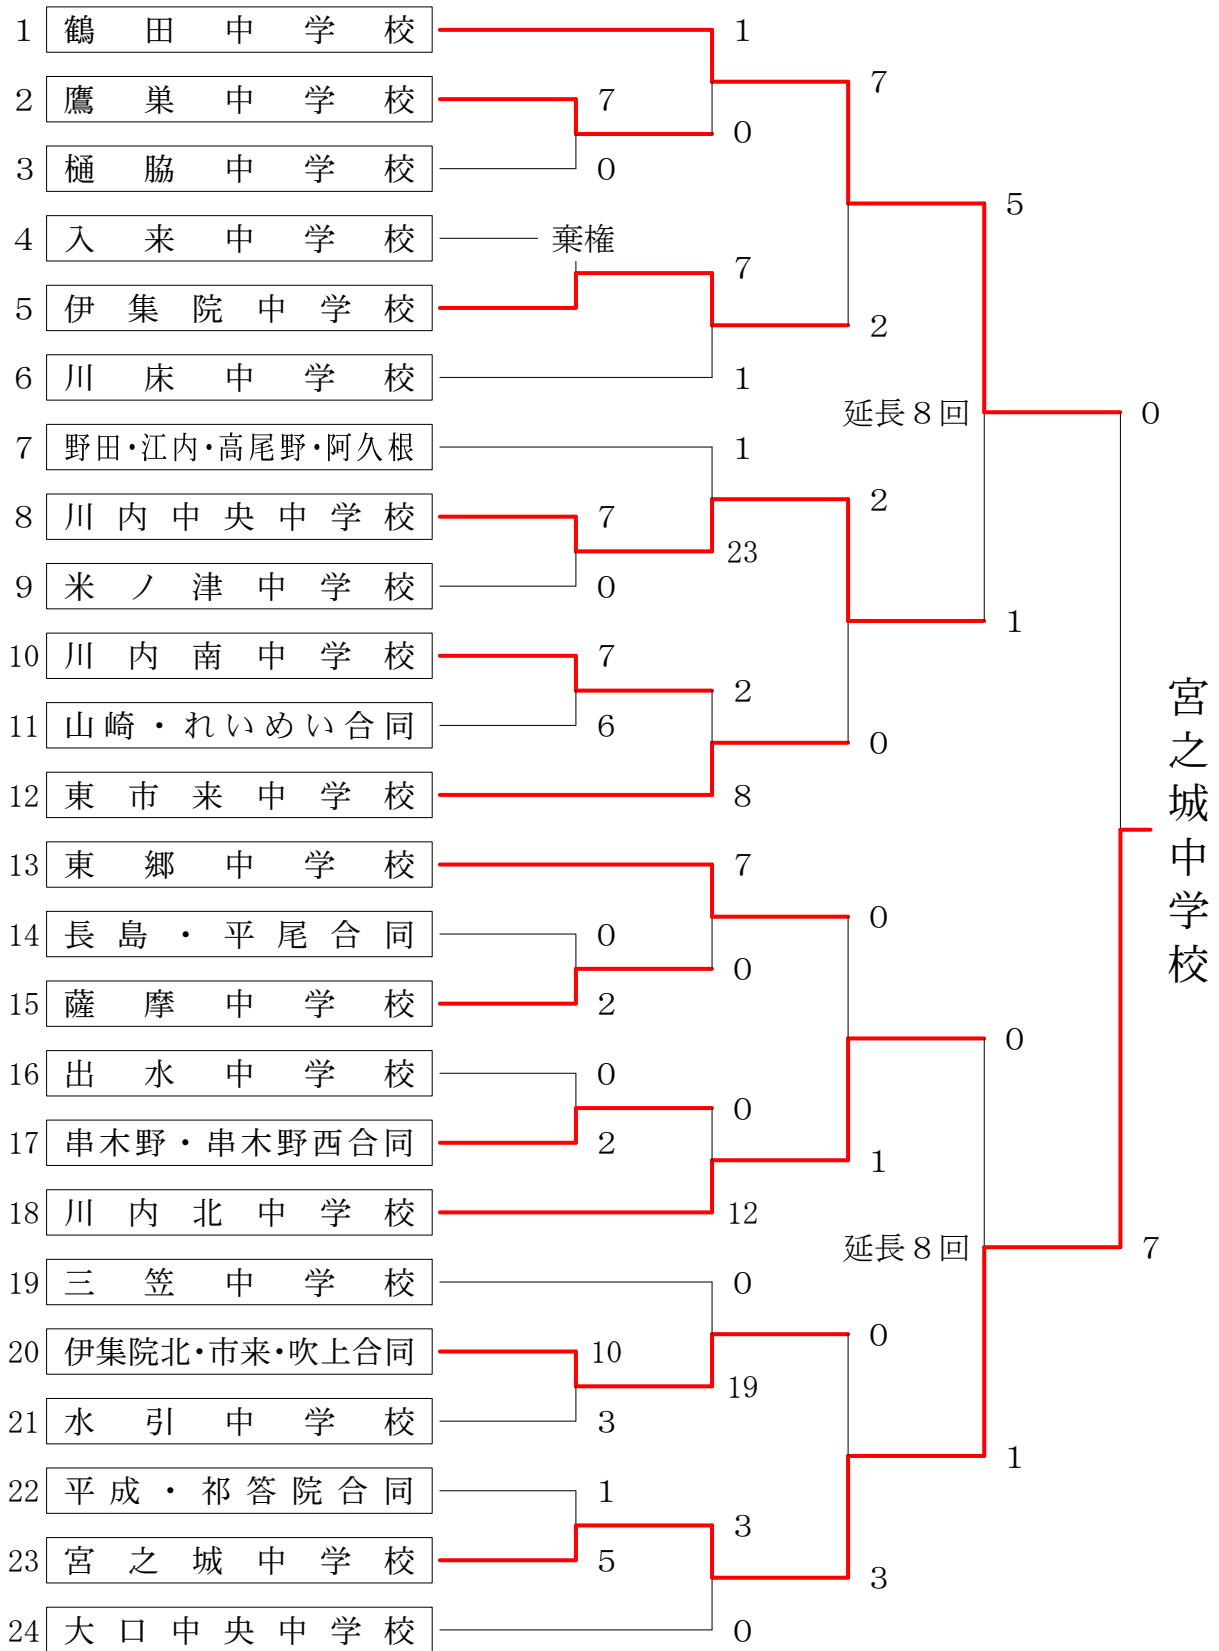 1 鶴田中学校 1
7
2 鷹巣中学校 7
0
3 樋脇中学校 0
5
4 入来中学校 棄権
7
5 伊集院中学校
2
6 川床中学校 1
延長８回 0
7 野田・江内・高尾野・阿久根 1
2
8 川内中央中学校 7
23
9 米ノ津中学校 0
1
10 川内南中学校 7
2
11 山崎・れいめい合同 6
0
12 東市来中学校 8
宮之城中学校
13 東郷中学校 7
0
14 長島・平尾合同 0
0
15 薩摩中学校 2
0
16 出水中学校 0
0
17 串木野・串木野西合同 2
1
18 川内北中学校 12
延長８回 7
19 三笠中学校 0
0
20 伊集院北・市来・吹上合同 10
19
21 水引中学校 3
1
22 平成・祁答院合同 1
3
23 宮之城中学校 5
3
24 大口中央中学校 0